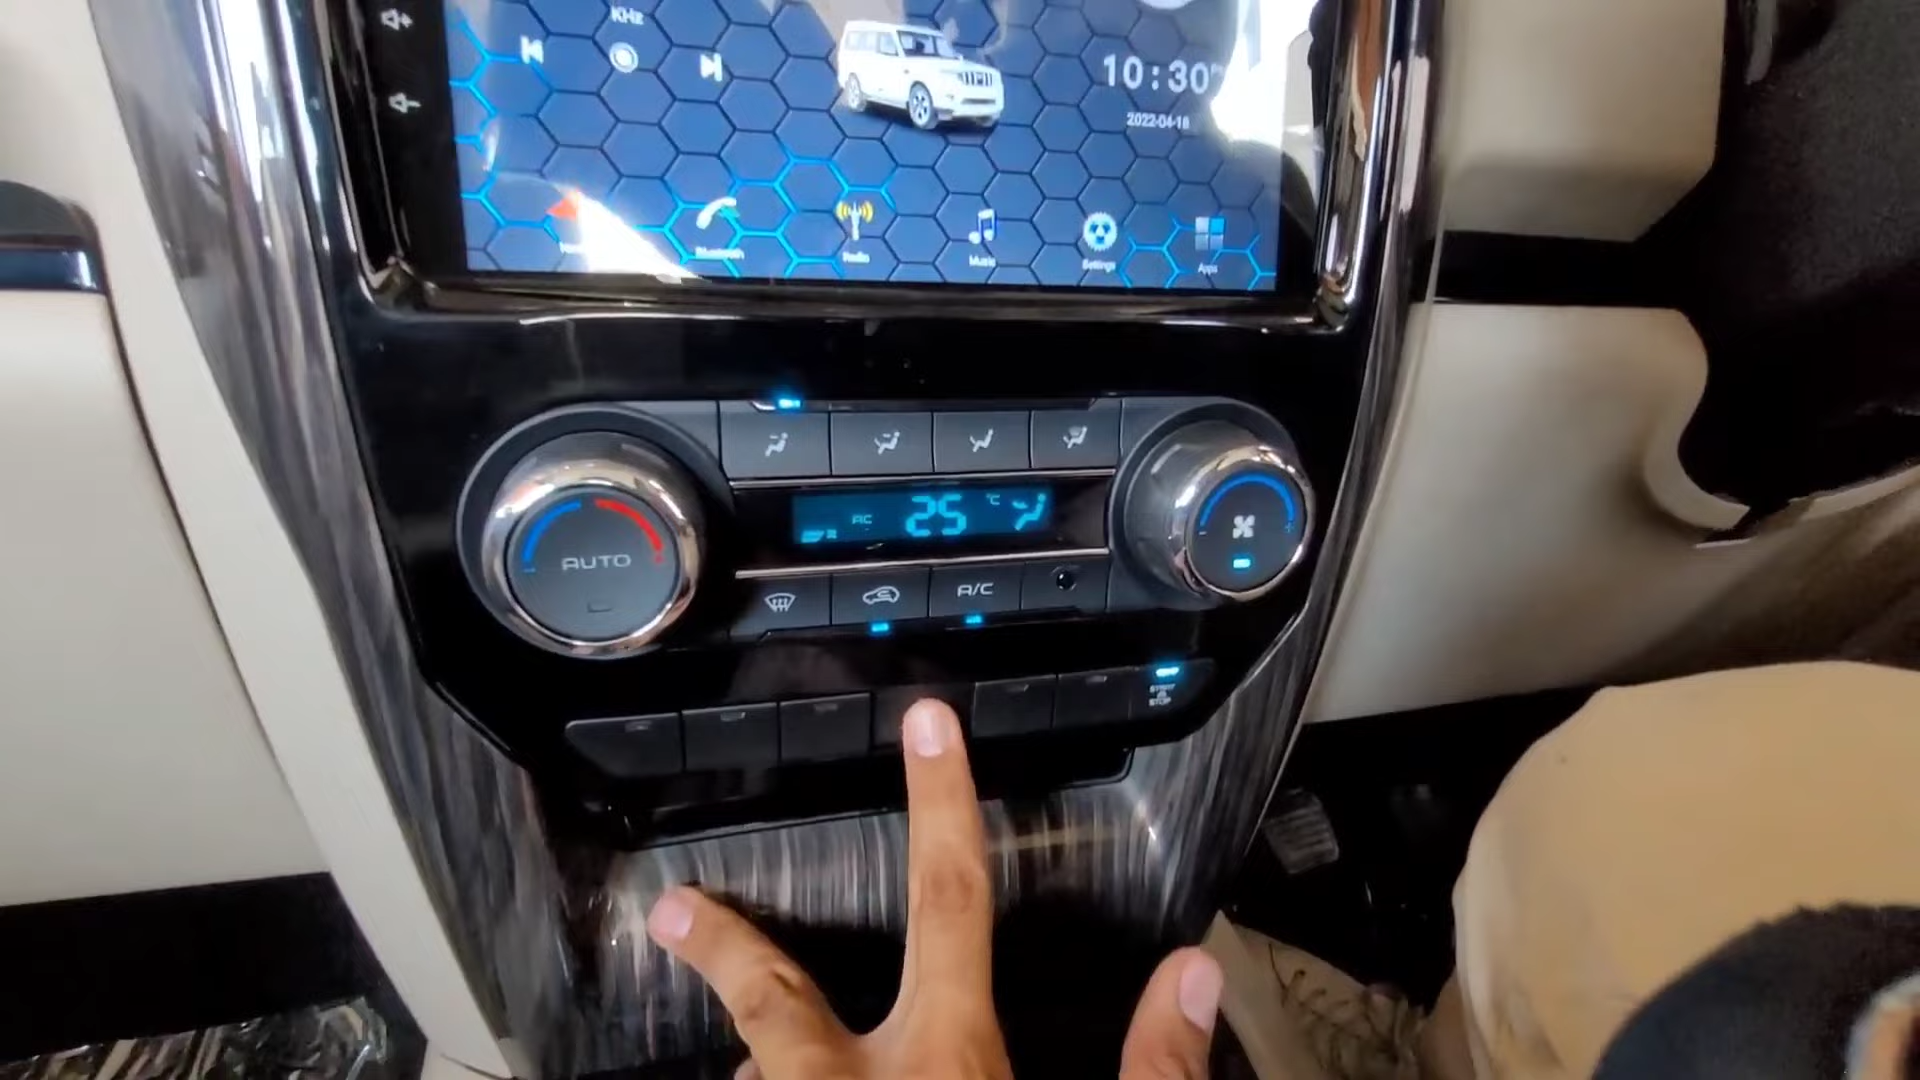 KHz
10:30
2022-04-18
Bluetooth
Radio
Music
Settings
Apps
AC 25 °C
AUTO
A/C
START
STOP